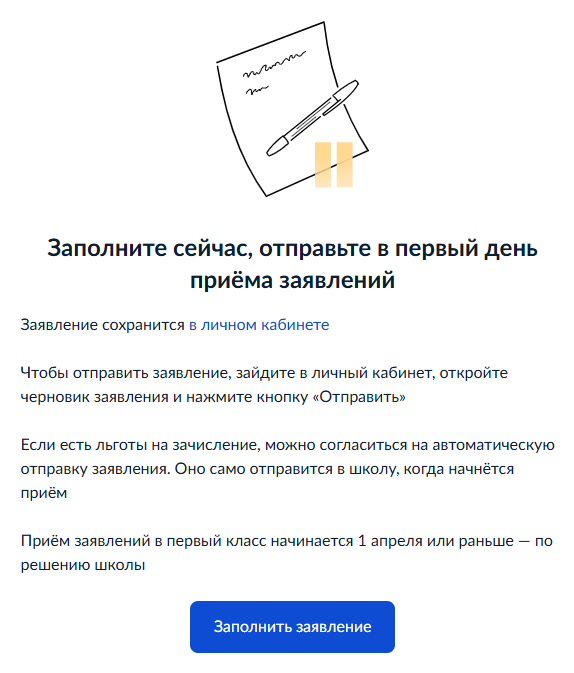 Заполните сейчас, отправьте в первый день
приёма заявлений
Заявление сохранится в личном кабинете
Чтобы отправить заявление, зайдите в личный кабинет, откройте
черновик заявления и нажмите кнопку «Отправить»
Если есть льготы на зачисление, можно согласиться на автоматическую
отправку заявления. Оно само отправится в школу, когда начнётся
приём
Приём заявлений в первый класс начинается 1 апреля или раньше — по
решению школы
Заполнить заявление